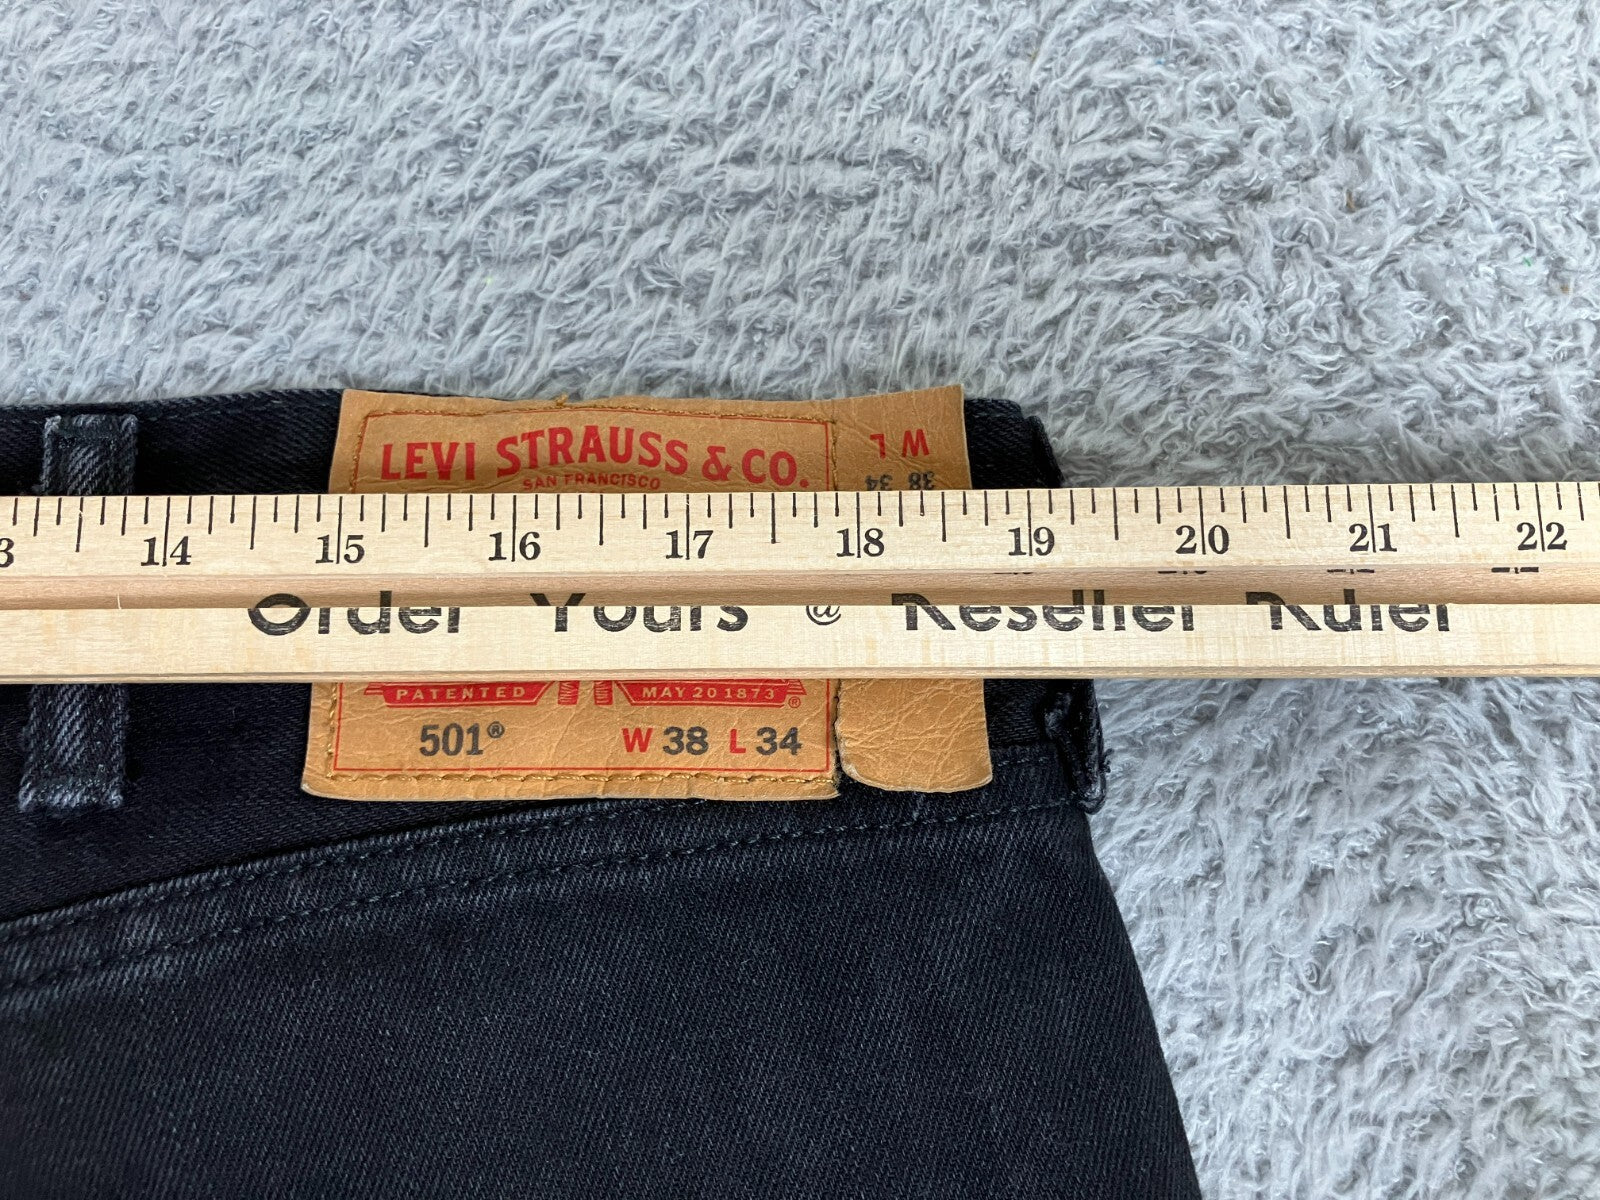 LEVI STRAUSS & CO.
SAN FRANCISCO
W L
38 34
14 15 16 17 18 19 20 21 22
Order Yours @ Reseller Ruler
PATENTED MAY 20 1873 ®
501® W 38 L 34